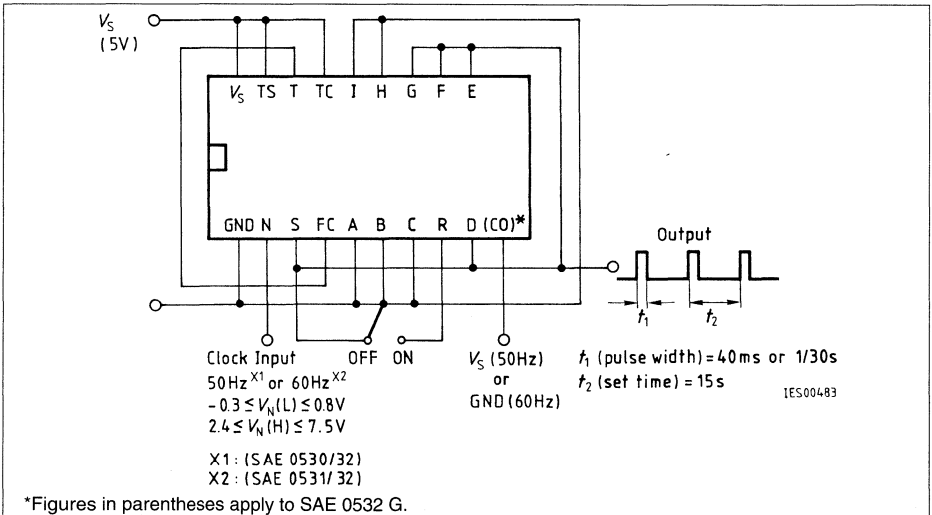 V_S
(5V)
V_S TS T TC I H G F E
GND N S FC A B C R D (CO)*
Output
t_1 t_2
Clock Input OFF ON V_S (50Hz) t_1 (pulse width) = 40ms or 1/30s
50Hz^X1 or 60Hz^X2 or t_2 (set time) = 15s
-0.3 ≤ V_N(L) ≤ 0.8V GND (60Hz) IES00483
2.4 ≤ V_N(H) ≤ 7.5V
X1: (SAE 0530/32)
X2: (SAE 0531/32)
*Figures in parentheses apply to SAE 0532 G.